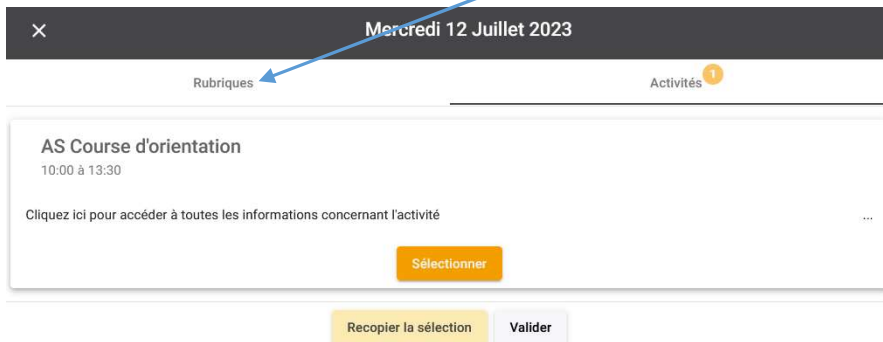 ×
Mercredi 12 Juillet 2023
Rubriques
Activités 1
AS Course d'orientation
10:00 à 13:30
Cliquez ici pour accéder à toutes les informations concernant l'activité ...
Sélectionner
Recopier la sélection Valider